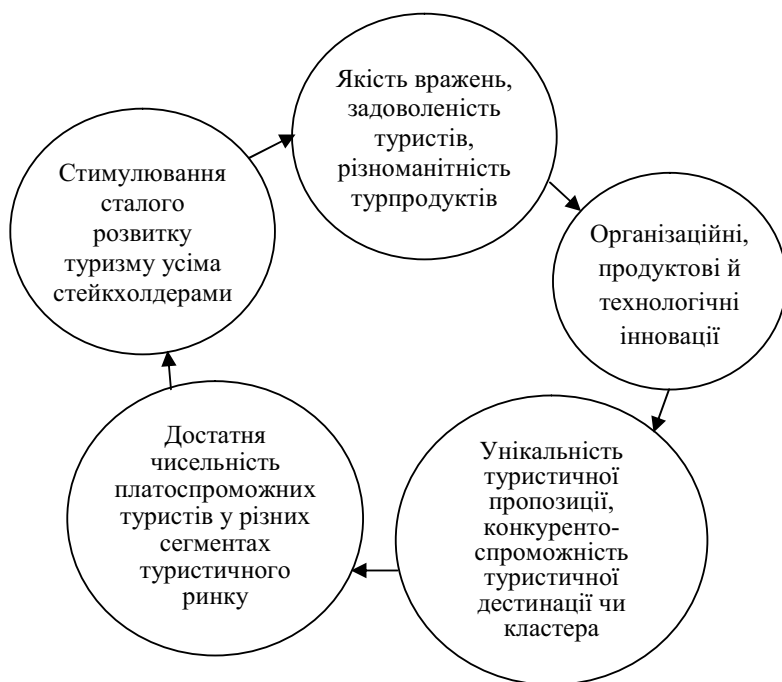 Якість вражень,
задоволеність
туристів,
різноманітність
турпродуктів
Організаційні,
продуктові й
технологічні
інновації
Унікальність
туристичної
пропозиції,
конкуренто-
спроможність
туристичної
дестинації чи
кластера
Достатня
чисельність
платоспроможних
туристів у різних
сегментах
туристичного
ринку
Стимулювання
сталого
розвитку
туризму усіма
стейкхолдерами